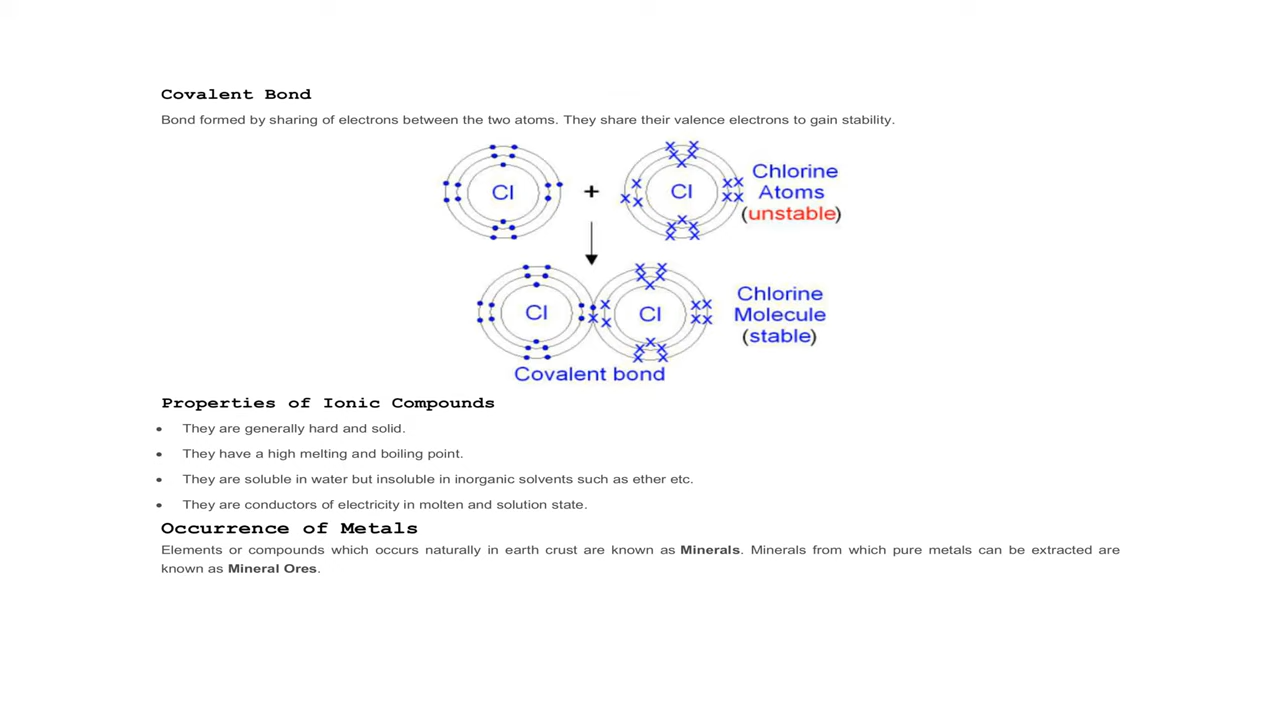 Covalent Bond
Bond formed by sharing of electrons between the two atoms. They share their valence electrons to gain stability.
Cl + Cl
Chlorine
Atoms
(unstable)
Cl Cl
Chlorine
Molecule
(stable)
Covalent bond
Properties of Ionic Compounds
• They are generally hard and solid.
• They have a high melting and boiling point.
• They are soluble in water but insoluble in inorganic solvents such as ether etc.
• They are conductors of electricity in molten and solution state.
Occurrence of Metals
Elements or compounds which occurs naturally in earth crust are known as Minerals. Minerals from which pure metals can be extracted are
known as Mineral Ores.